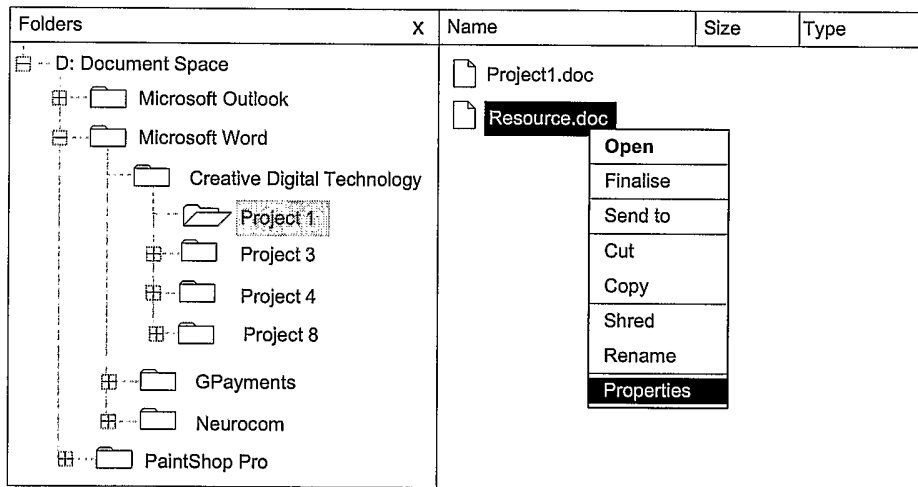 Folders X
Name Size Type
D: Document Space
Microsoft Outlook
Microsoft Word
Creative Digital Technology
Project 1
Project 3
Project 4
Project 8
GPayments
Neurocom
PaintShop Pro
Project1.doc
Resource.doc
Open
Finalise
Send to
Cut
Copy
Shred
Rename
Properties